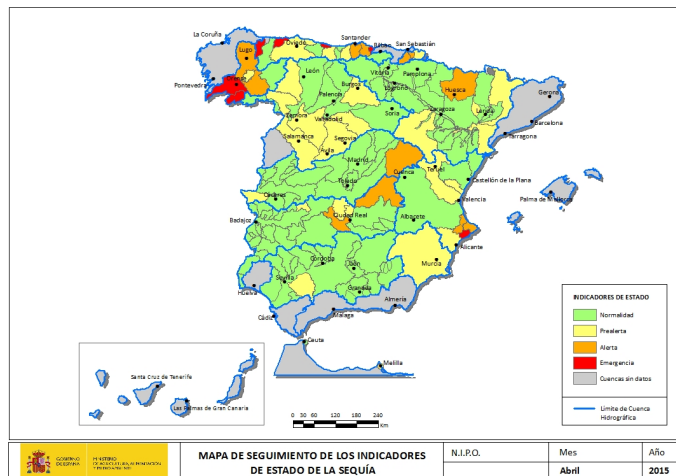 La Coruña
Lugo
Oviedo
Santander
Bilbao
San Sebastián
Pontevedra
León
Vitoria
Pamplona
Logroño
Burgos
Palencia
Huesca
Gerona
Zamora
Valladolid
Soria
Zaragoza
Lérida
Barcelona
Tarragona
Salamanca
Segovia
Ávila
Madrid
Teruel
Cuenca
Toledo
Castellón de la Plana
Cáceres
Valencia
Palma de Mallorca
Badajoz
Ciudad Real
Albacete
Alicante
Murcia
Córdoba
Jaén
Sevilla
Huelva
Granada
Almería
Cádiz
Málaga
Ceuta
Melilla
Santa Cruz de Tenerife
Las Palmas de Gran Canaria
0 30 60 120 180 240
Km
INDICADORES DE ESTADO
Normalidad
Prealerta
Alerta
Emergencia
Cuencas sin datos
Límite de Cuenca
Hidrográfica
GOBIERNO
DE ESPAÑA
MINISTERIO
DE AGRICULTURA, ALIMENTACIÓN
Y MEDIO AMBIENTE
MAPA DE SEGUIMIENTO DE LOS INDICADORES
DE ESTADO DE LA SEQUÍA
N.I.P.O.
Mes
Año
Abril
2015